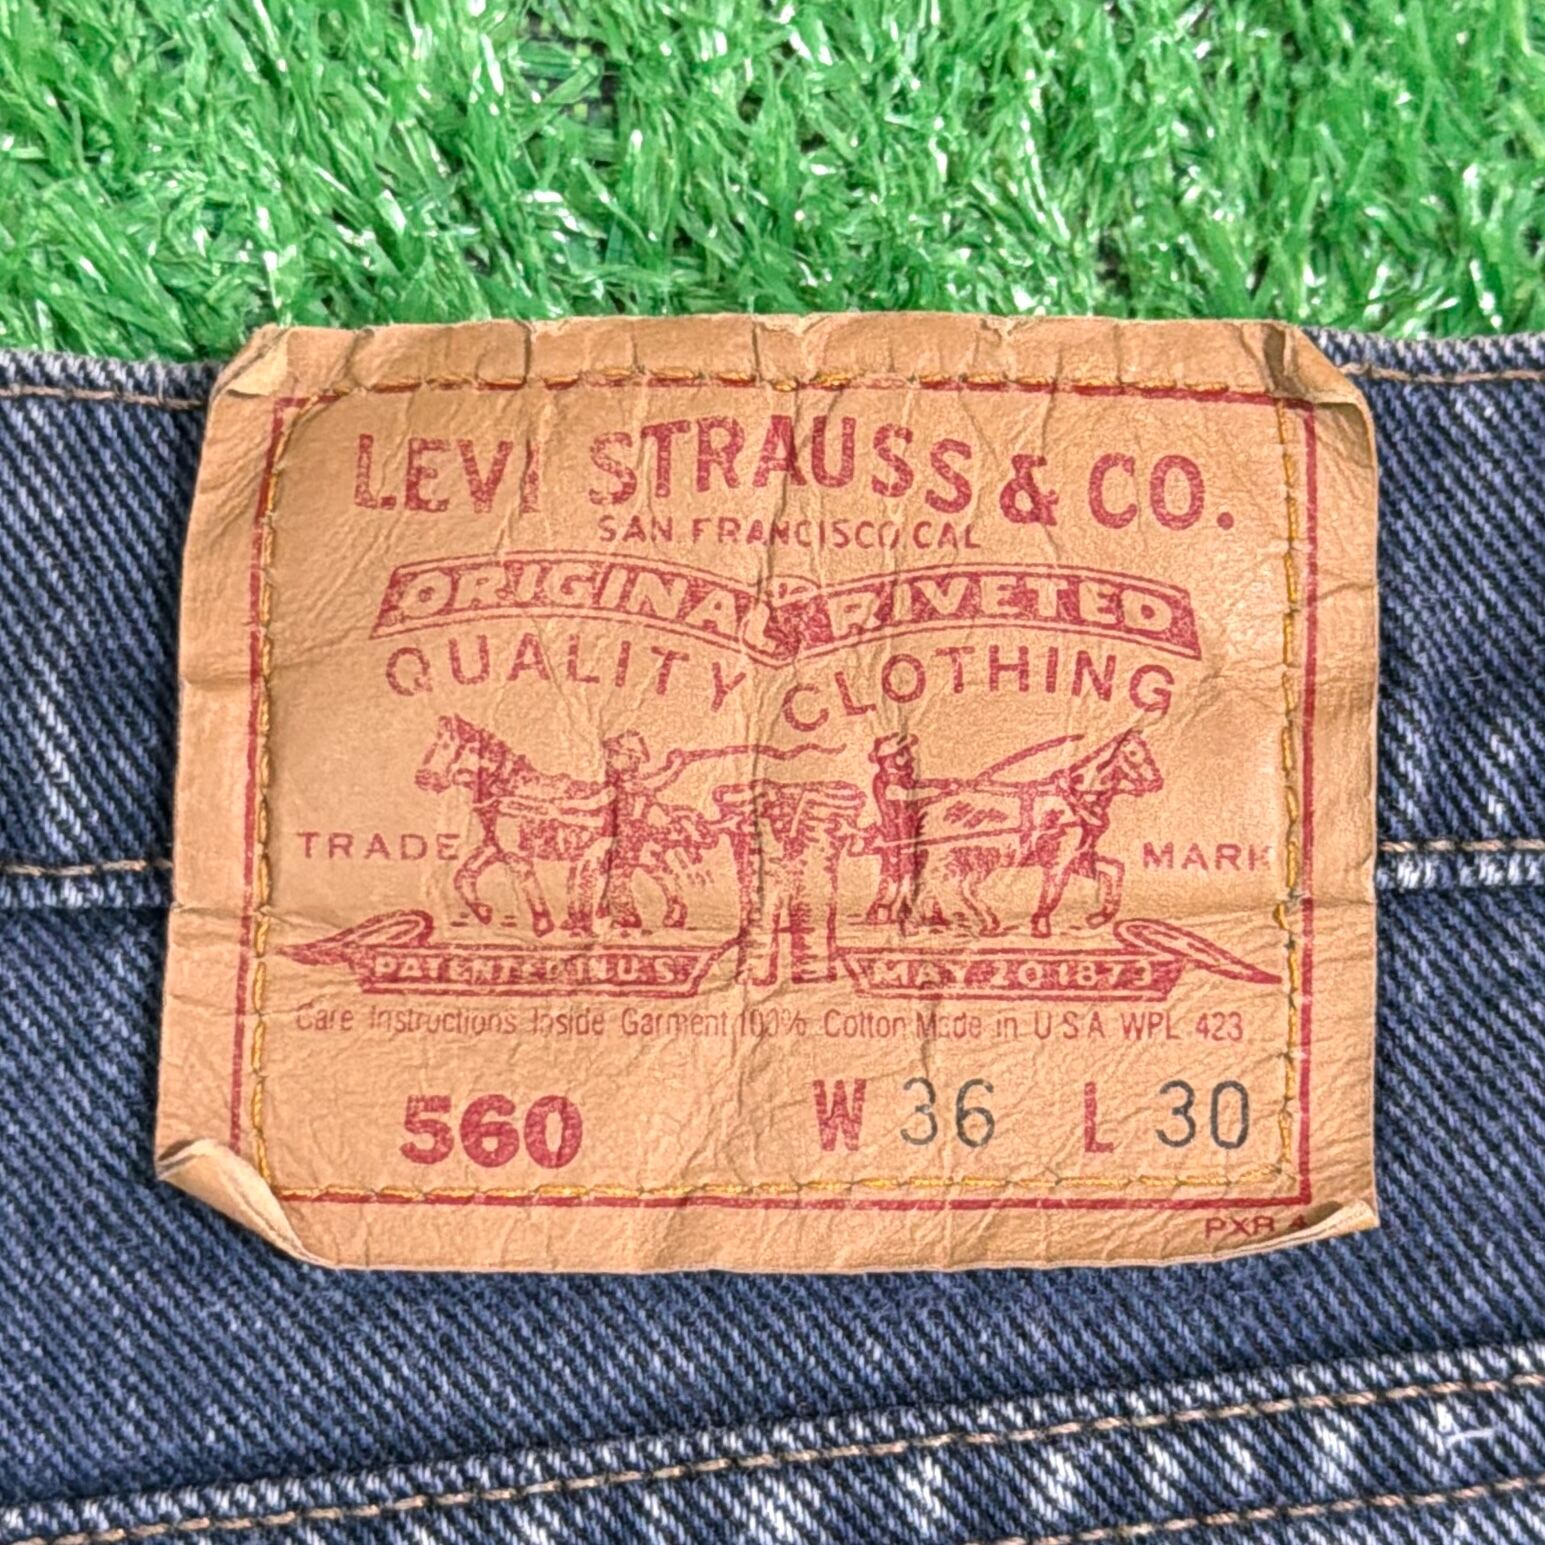 LEVI STRAUSS & CO.
SAN FRANCISCO CAL
ORIGINAL RIVETED
QUALITY CLOTHING
TRADE MARK
PATENTED IN U.S. MAY 20 1873
Care Instructions Inside Garment 100% Cotton Made in U S A WPL 423
560 W 36 L 30